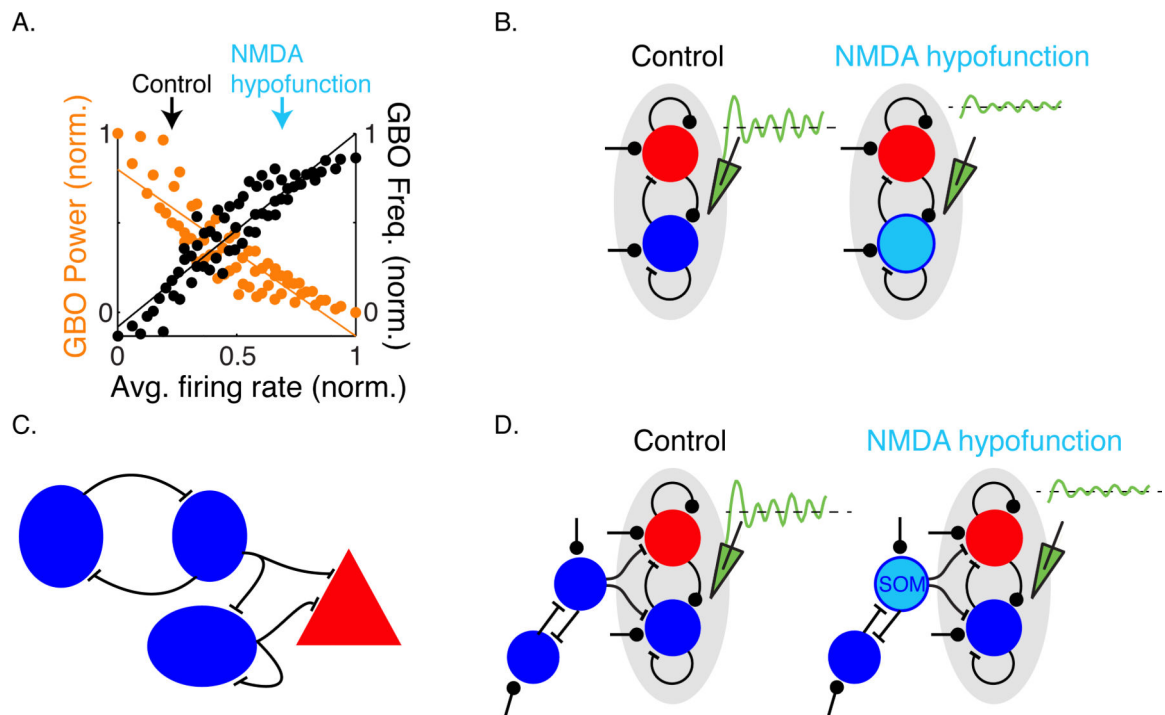 A.
NMDA
hypofunction
Control
GBO Power (norm.)
1
0
GBO Freq. (norm.)
1
0
0
0.5
1
Avg. firing rate (norm.)
B.
Control
NMDA hypofunction
C.
D.
Control
NMDA hypofunction
SOM